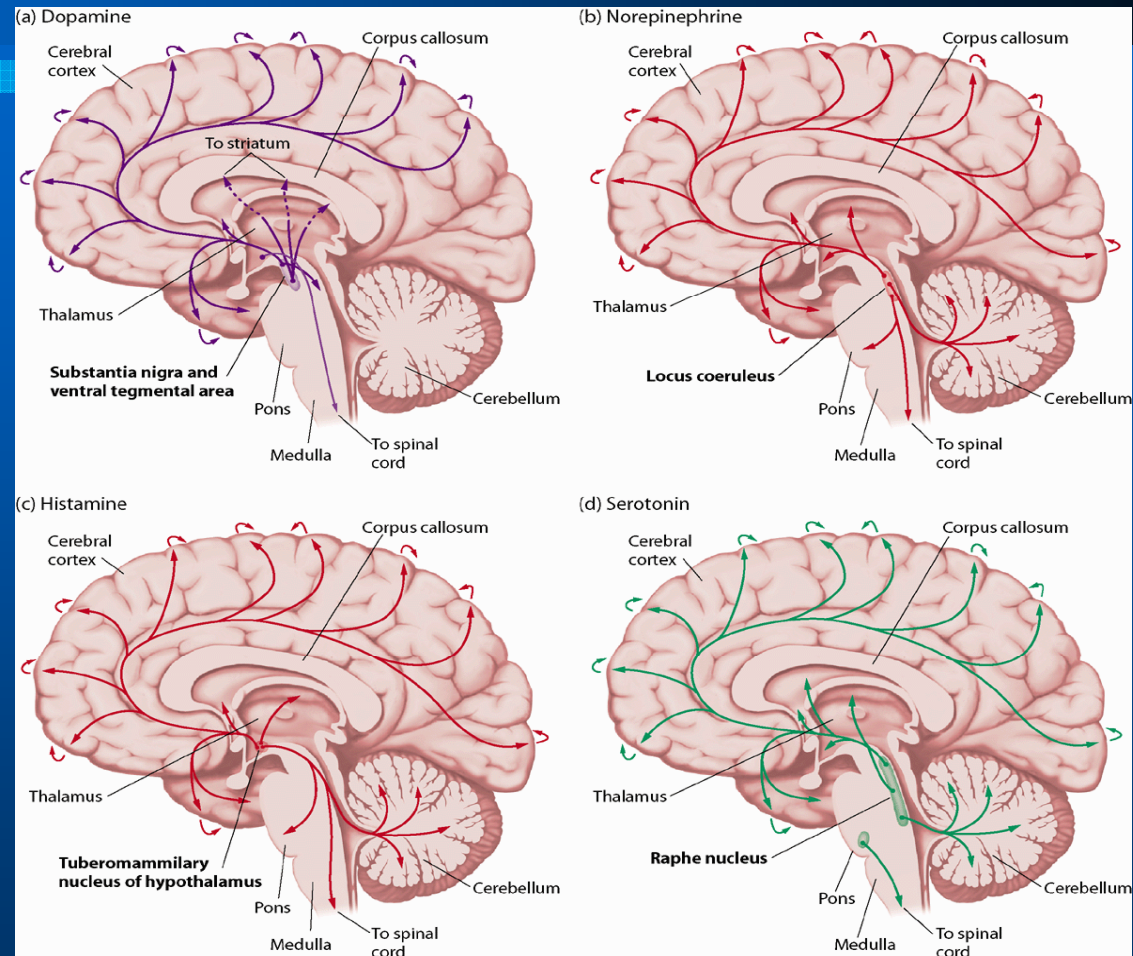 (a) Dopamine
Corpus callosum
Cerebral
cortex
To striatum
Thalamus
Substantia nigra and
ventral tegmental area
Pons
Cerebellum
Medulla
To spinal
cord
(b) Norepinephrine
Corpus callosum
Cerebral
cortex
Thalamus
Locus coeruleus
Pons
Cerebellum
Medulla
To spinal
cord
(c) Histamine
Corpus callosum
Cerebral
cortex
Thalamus
Tuberomammilary
nucleus of hypothalamus
Pons
Cerebellum
Medulla
To spinal
cord
(d) Serotonin
Corpus callosum
Cerebral
cortex
Thalamus
Raphe nucleus
Pons
Cerebellum
Medulla
To spinal
cord